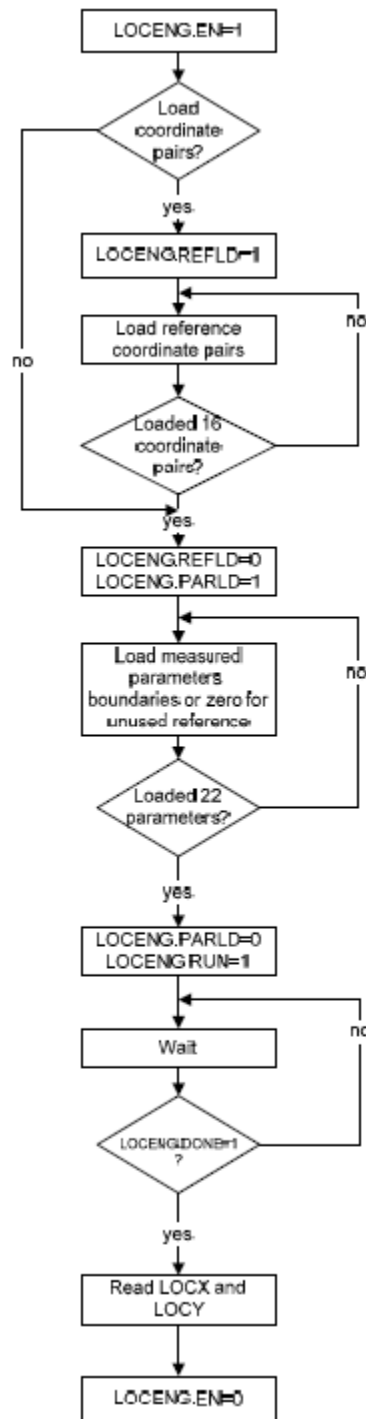 LOCENG.EN=1
Load
coordinate
pairs?
yes
LOCENG.REFLD=1
no
Load reference
coordinate pairs
no
Loaded 16
coordinate
pairs?
yes
LOCENG.REFLD=0
LOCENG.PARLD=1
Load measured
parameters
boundaries or zero for
unused reference
no
Loaded 22
parameters?
yes
LOCENG.PARLD=0
LOCENG.RUN=1
no
Wait
LOCENG.DONE=1
?
yes
Read LOCX and
LOCY
LOCENG.EN=0